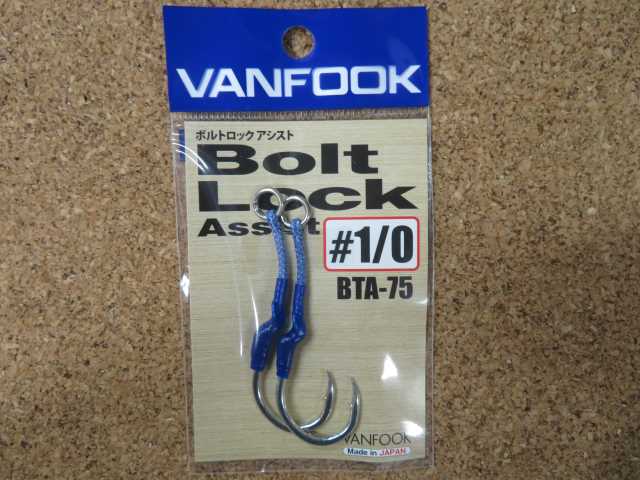 VANFOOK
ボルトロック アシスト
Bolt
Lock
Assist
#1/0
BTA-75
VANFOOK
Made in JAPAN